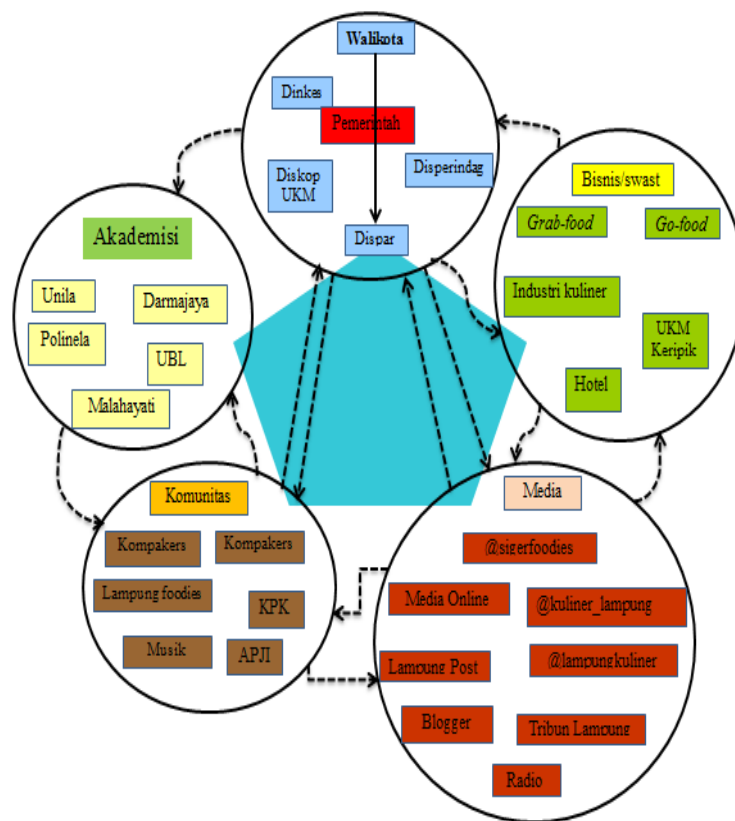 Walikota
Dinkes
Pemerintah
Diskop
UKM
Disperindag
Dispar
Bisnis/swast
Grab-food
Go-food
Industri kuliner
UKM
Keripik
Hotel
Akademisi
Unila
Darmajaya
Polinela
UBL
Malahayati
Komunitas
Kompakers
Kompakers
Lampung foodies
KPK
Musik
APJI
Media
@sigerfoodies
Media Online
@kuliner_lampung
Lampung Post
@lampungkuliner
Blogger
Tribun Lampung
Radio